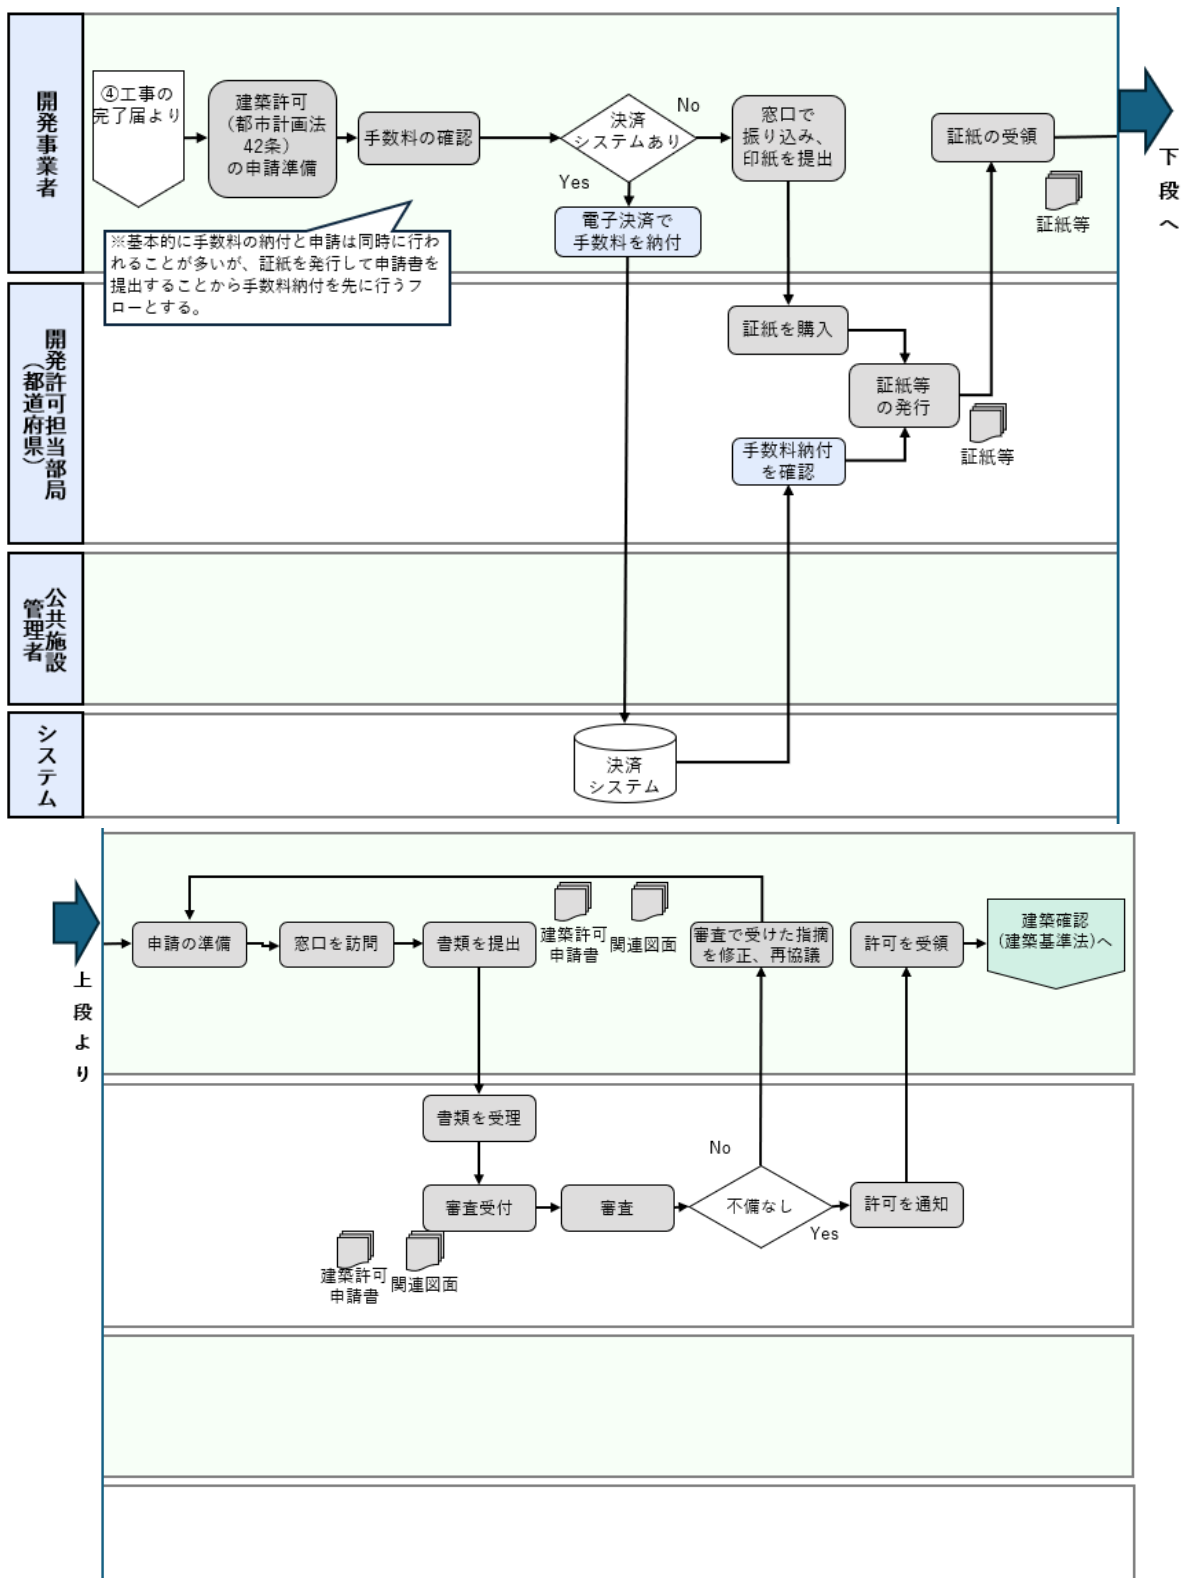 開発事業者
④工事の
完了届より
建築許可
（都市計画法
42条）
の申請準備
手数料の確認
決済
システムあり
No
Yes
窓口で
振り込み、
印紙を提出
証紙の受領
証紙等
下段へ
電子決済で
手数料を納付
※基本的に手数料の納付と申請は同時に行わ
れることが多いが、証紙を発行して申請書を
提出することから手数料納付を先に行うフ
ローとする。
開発許可担当部局
（都道府県）
証紙を購入
証紙等
の発行
証紙等
手数料納付
を確認
公共施設
管理者
システム
決済
システム
上段より
申請の準備
窓口を訪問
書類を提出
建築許可
申請書
関連図面
審査で受けた指摘
を修正、再協議
許可を受領
建築確認
(建築基準法)へ
書類を受理
審査受付
審査
No
不備なし
Yes
許可を通知
建築許可
申請書
関連図面